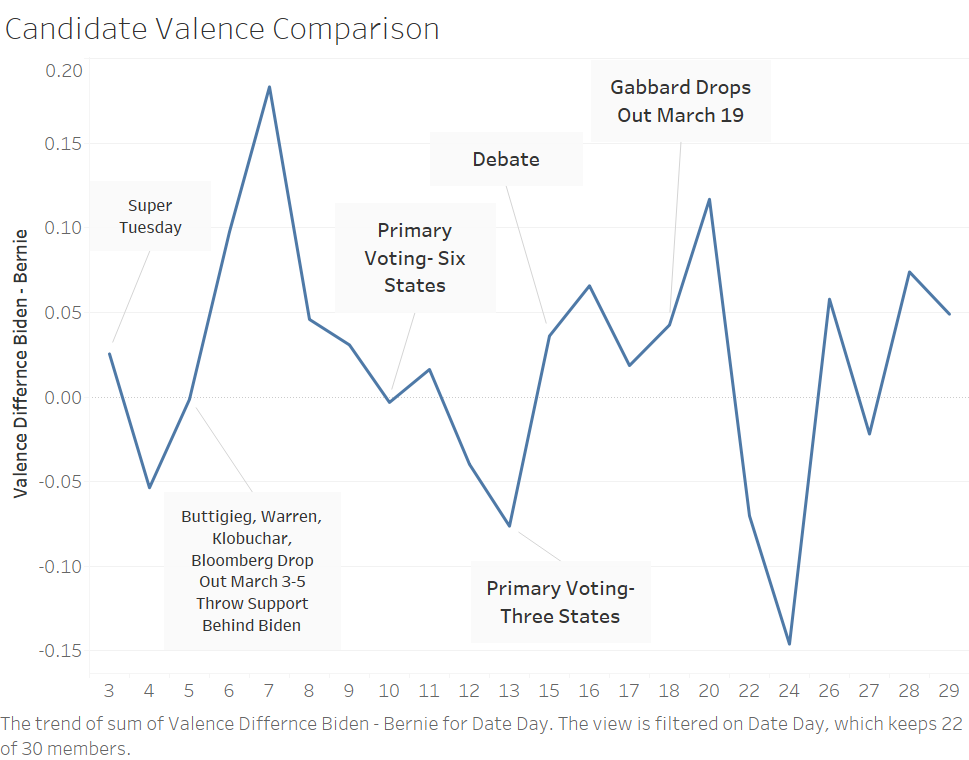 Candidate Valence Comparison
Valence Differnce Biden - Bernie
0.20
0.15
0.10
0.05
0.00
-0.05
-0.10
-0.15
Super
Tuesday
Buttigieg, Warren,
Klobuchar,
Bloomberg Drop
Out March 3-5
Throw Support
Behind Biden
Primary
Voting- Six
States
Debate
Primary Voting-
Three States
Gabbard Drops
Out March 19
3 4 5 6 7 8 9 10 11 12 13 15 16 17 18 20 22 24 26 27 28 29
The trend of sum of Valence Differnce Biden - Bernie for Date Day. The view is filtered on Date Day, which keeps 22
of 30 members.